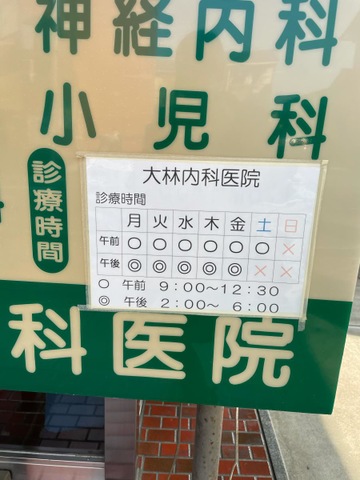 神経内科
小児科
診療時間
大林内科医院
診療時間
月 火 水 木 金 土 日
午前 ○ ○ ○ ○ ○ ○ ×
午後 ◎ ◎ ◎ ◎ ◎ × ×
○ 午前 9:00~12:30
◎ 午後 2:00~ 6:00
科医院